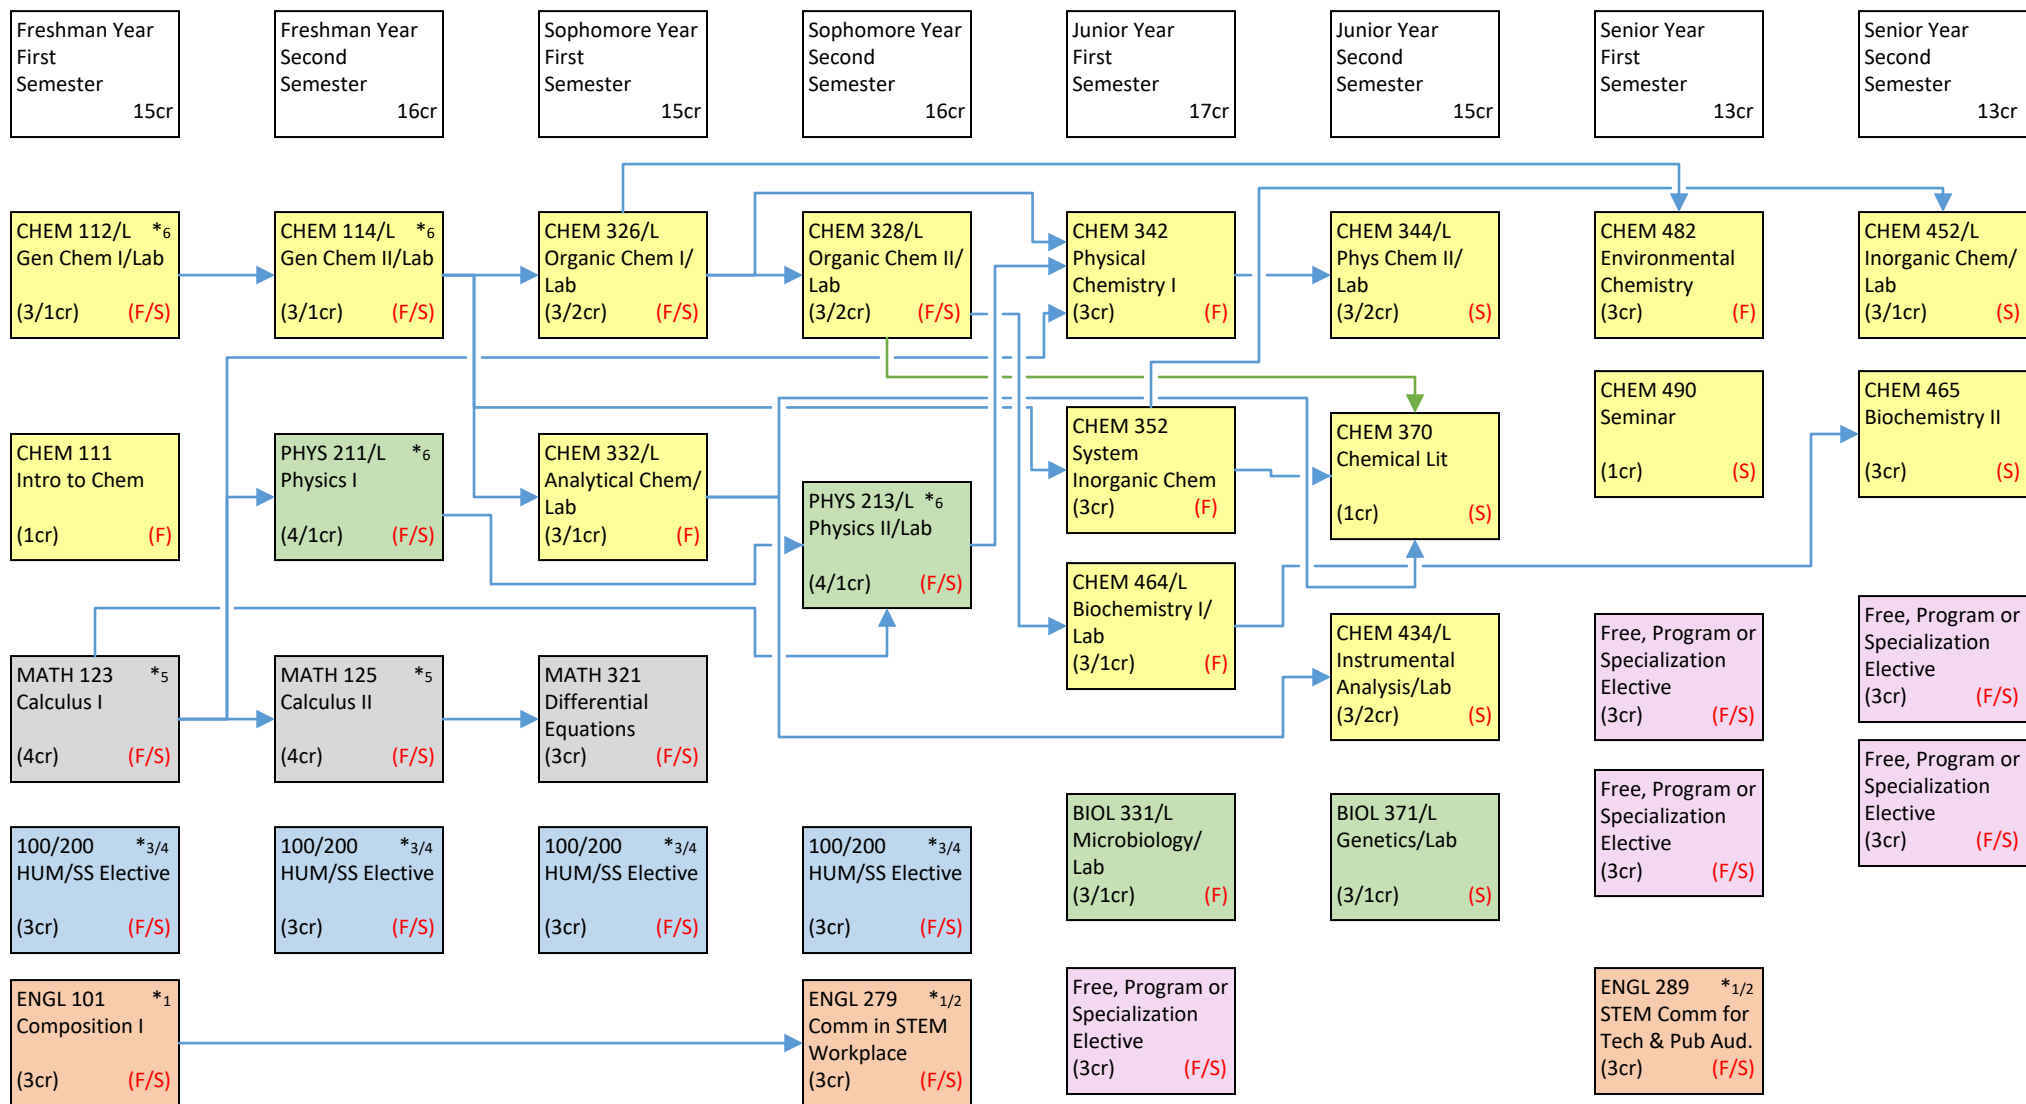 Freshman Year
First
Semester
15cr
Freshman Year
Second
Semester
16cr
Sophomore Year
First
Semester
15cr
Sophomore Year
Second
Semester
16cr
Junior Year
First
Semester
17cr
Junior Year
Second
Semester
15cr
Senior Year
First
Semester
13cr
Senior Year
Second
Semester
13cr
CHEM 112/L *6
Gen Chem I/Lab
(3/1cr) (F/S)
CHEM 114/L *6
Gen Chem II/Lab
(3/1cr) (F/S)
CHEM 326/L
Organic Chem I/
Lab
(3/2cr) (F/S)
CHEM 328/L
Organic Chem II/
Lab
(3/2cr) (F/S)
CHEM 342
Physical
Chemistry I
(3cr) (F)
CHEM 344/L
Phys Chem II/
Lab
(3/2cr) (S)
CHEM 482
Environmental
Chemistry
(3cr) (F)
CHEM 452/L
Inorganic Chem/
Lab
(3/1cr) (S)
CHEM 111
Intro to Chem
(1cr) (F)
PHYS 211/L *6
Physics I
(4/1cr) (F/S)
CHEM 332/L
Analytical Chem/
Lab
(3/1cr) (F)
PHYS 213/L *6
Physics II/Lab
(4/1cr) (F/S)
CHEM 352
System
Inorganic Chem
(3cr) (F)
CHEM 370
Chemical Lit
(1cr) (S)
CHEM 490
Seminar
(1cr) (S)
CHEM 465
Biochemistry II
(3cr) (S)
CHEM 464/L
Biochemistry I/
Lab
(3/1cr) (F)
MATH 123 *5
Calculus I
(4cr) (F/S)
MATH 125 *5
Calculus II
(4cr) (F/S)
MATH 321
Differential
Equations
(3cr) (F/S)
CHEM 434/L
Instrumental
Analysis/Lab
(3/2cr) (S)
Free, Program or
Specialization
Elective
(3cr) (F/S)
Free, Program or
Specialization
Elective
(3cr) (F/S)
100/200 *3/4
HUM/SS Elective
(3cr) (F/S)
100/200 *3/4
HUM/SS Elective
(3cr) (F/S)
100/200 *3/4
HUM/SS Elective
(3cr) (F/S)
100/200 *3/4
HUM/SS Elective
(3cr) (F/S)
BIOL 331/L
Microbiology/
Lab
(3/1cr) (F)
BIOL 371/L
Genetics/Lab
(3/1cr) (S)
Free, Program or
Specialization
Elective
(3cr) (F/S)
Free, Program or
Specialization
Elective
(3cr) (F/S)
ENGL 101 *1
Composition I
(3cr) (F/S)
ENGL 279 *1/2
Comm in STEM
Workplace
(3cr) (F/S)
Free, Program or
Specialization
Elective
(3cr) (F/S)
ENGL 289 *1/2
STEM Comm for
Tech & Pub Aud.
(3cr) (F/S)